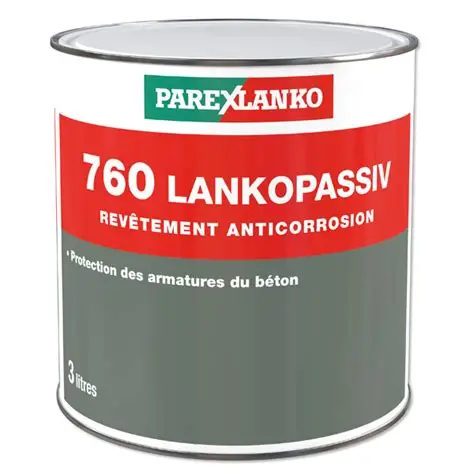 PAREXLANKO
760 LANKOPASSIV
REVÊTEMENT ANTICORROSION
• Protection des armatures du béton
3 litres